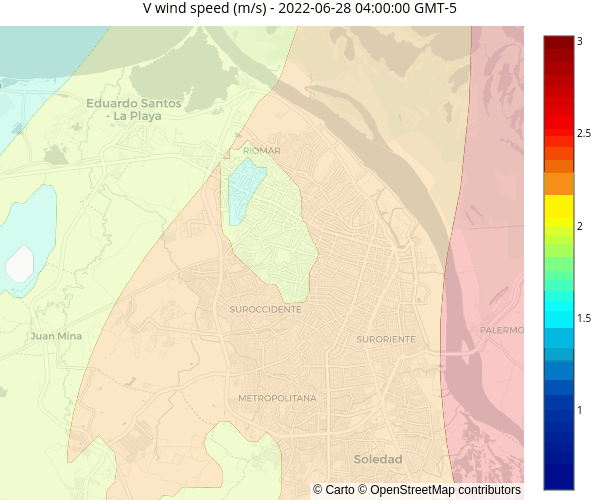 V wind speed (m/s) - 2022-06-28 04:00:00 GMT-5
3
Eduardo Santos
- La Playa
2.5
RIOMAR
2
SUROCCIDENTE
1.5
Juan Mina
SURORIENTE
PALERMO
METROPOLITANA
1
Soledad
© Carto © OpenStreetMap contributors